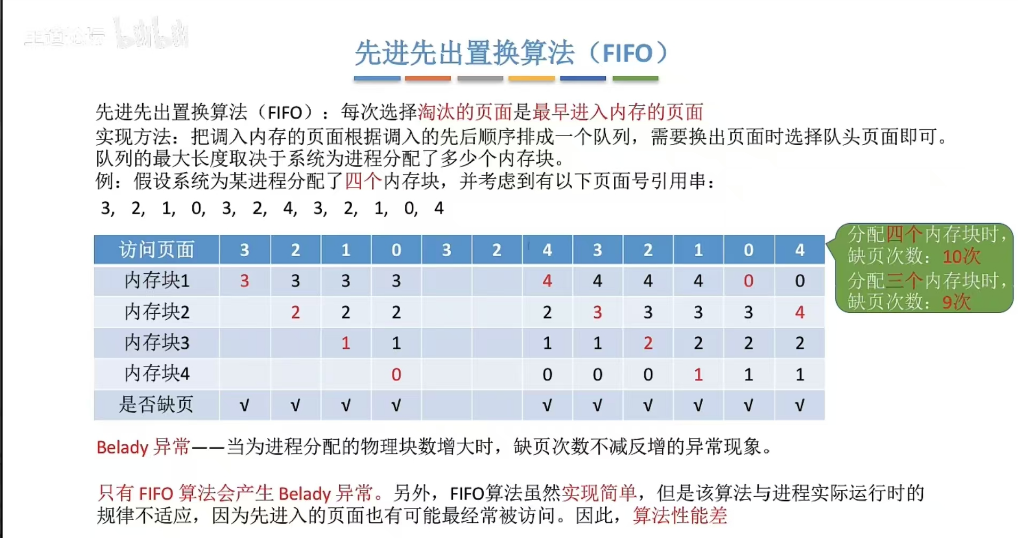 先进先出置换算法（FIFO）
先进先出置换算法（FIFO）：每次选择淘汰的页面是最早进入内存的页面
实现方法：把调入内存的页面根据调入的先后顺序排成一个队列，需要换出页面时选择队头页面即可。
队列的最大长度取决于系统为进程分配了多少个内存块。
例：假设系统为某进程分配了四个内存块，并考虑到有以下页面号引用串：
3, 2, 1, 0, 3, 2, 4, 3, 2, 1, 0, 4
访问页面 3 2 1 0 3 2 4 3 2 1 0 4
内存块1 3 3 3 3 4 4 4 4 0 0
内存块2 2 2 2 2 3 3 3 3 4
内存块3 1 1 1 1 2 2 2 2
内存块4 0 0 0 0 1 1 1
是否缺页 √ √ √ √ √ √ √ √ √ √
分配四个内存块时，
缺页次数：10次
分配三个内存块时，
缺页次数：9次
Belady 异常——当为进程分配的物理块数增大时，缺页次数不减反增的异常现象。
只有 FIFO 算法会产生 Belady 异常。另外，FIFO算法虽然实现简单，但是该算法与进程实际运行时的
规律不适应，因为先进入的页面也有可能最经常被访问。因此，算法性能差